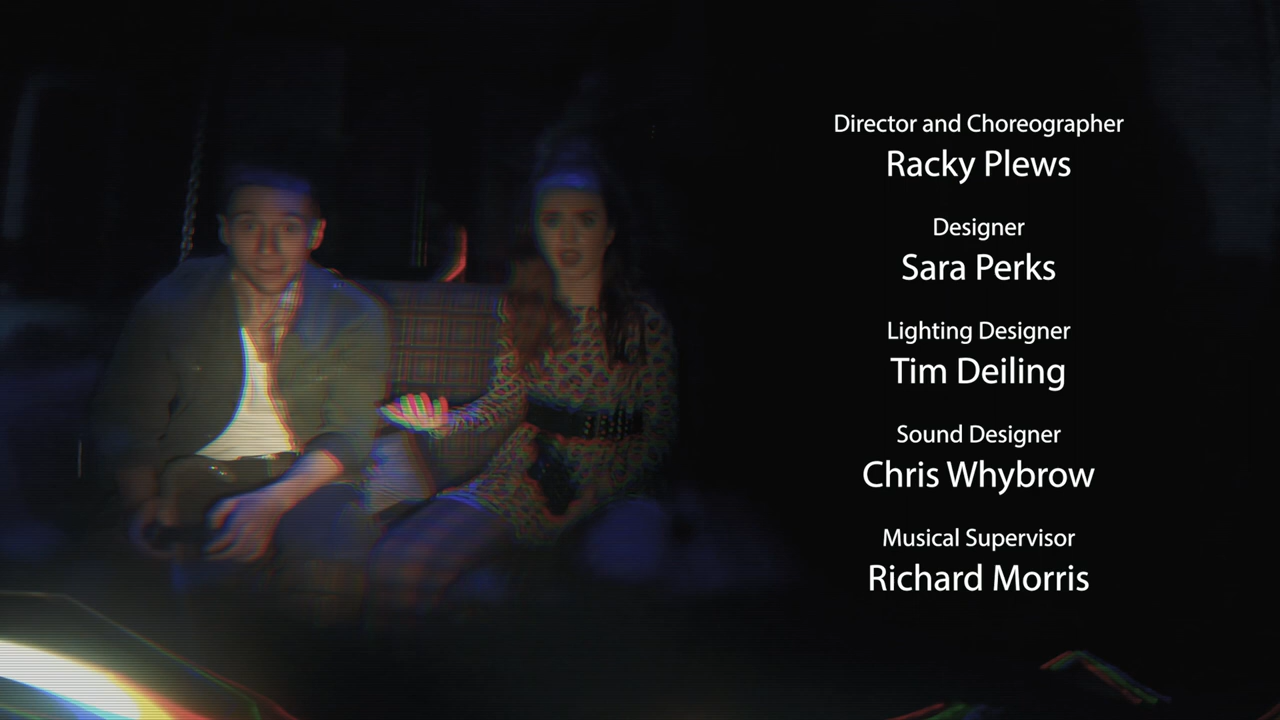 Director and Choreographer
Racky Plews
Designer
Sara Perks
Lighting Designer
Tim Deiling
Sound Designer
Chris Whybrow
Musical Supervisor
Richard Morris